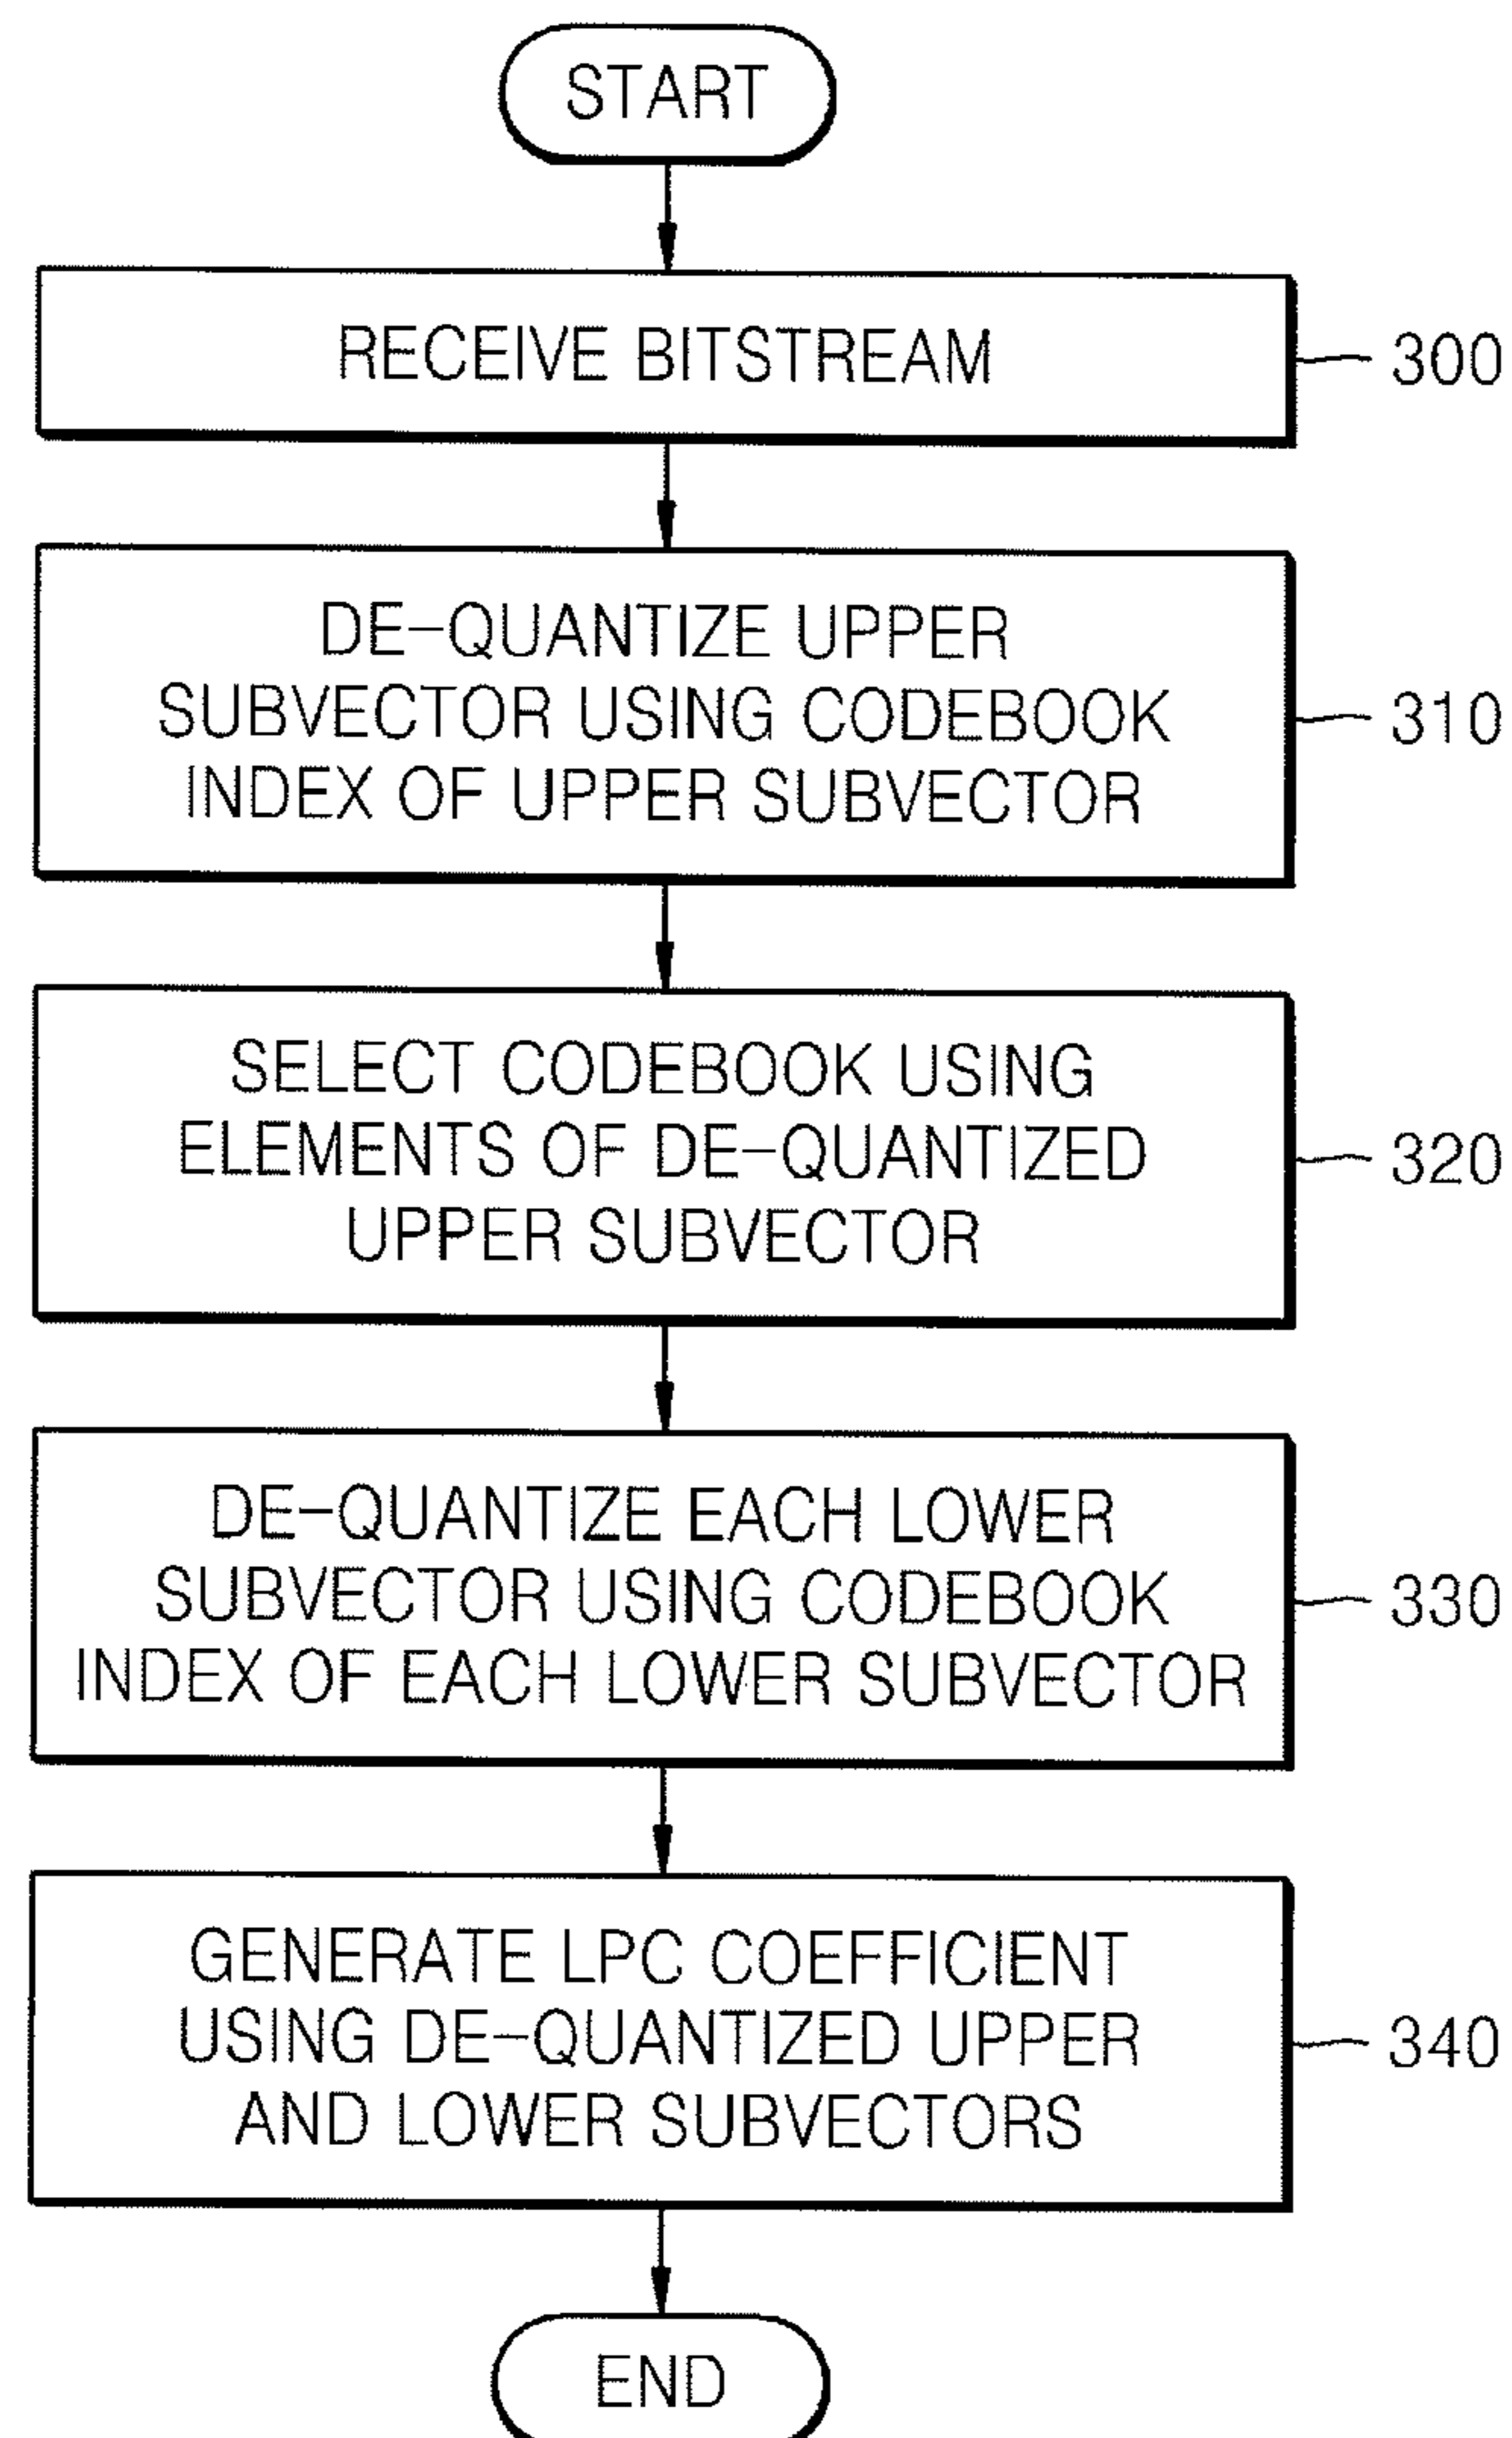 START
RECEIVE BITSTREAM
300
DE-QUANTIZE UPPER
SUBVECTOR USING CODEBOOK
INDEX OF UPPER SUBVECTOR
310
SELECT CODEBOOK USING
ELEMENTS OF DE-QUANTIZED
UPPER SUBVECTOR
320
DE-QUANTIZE EACH LOWER
SUBVECTOR USING CODEBOOK
INDEX OF EACH LOWER SUBVECTOR
330
GENERATE LPC COEFFICIENT
USING DE-QUANTIZED UPPER
AND LOWER SUBVECTORS
340
END